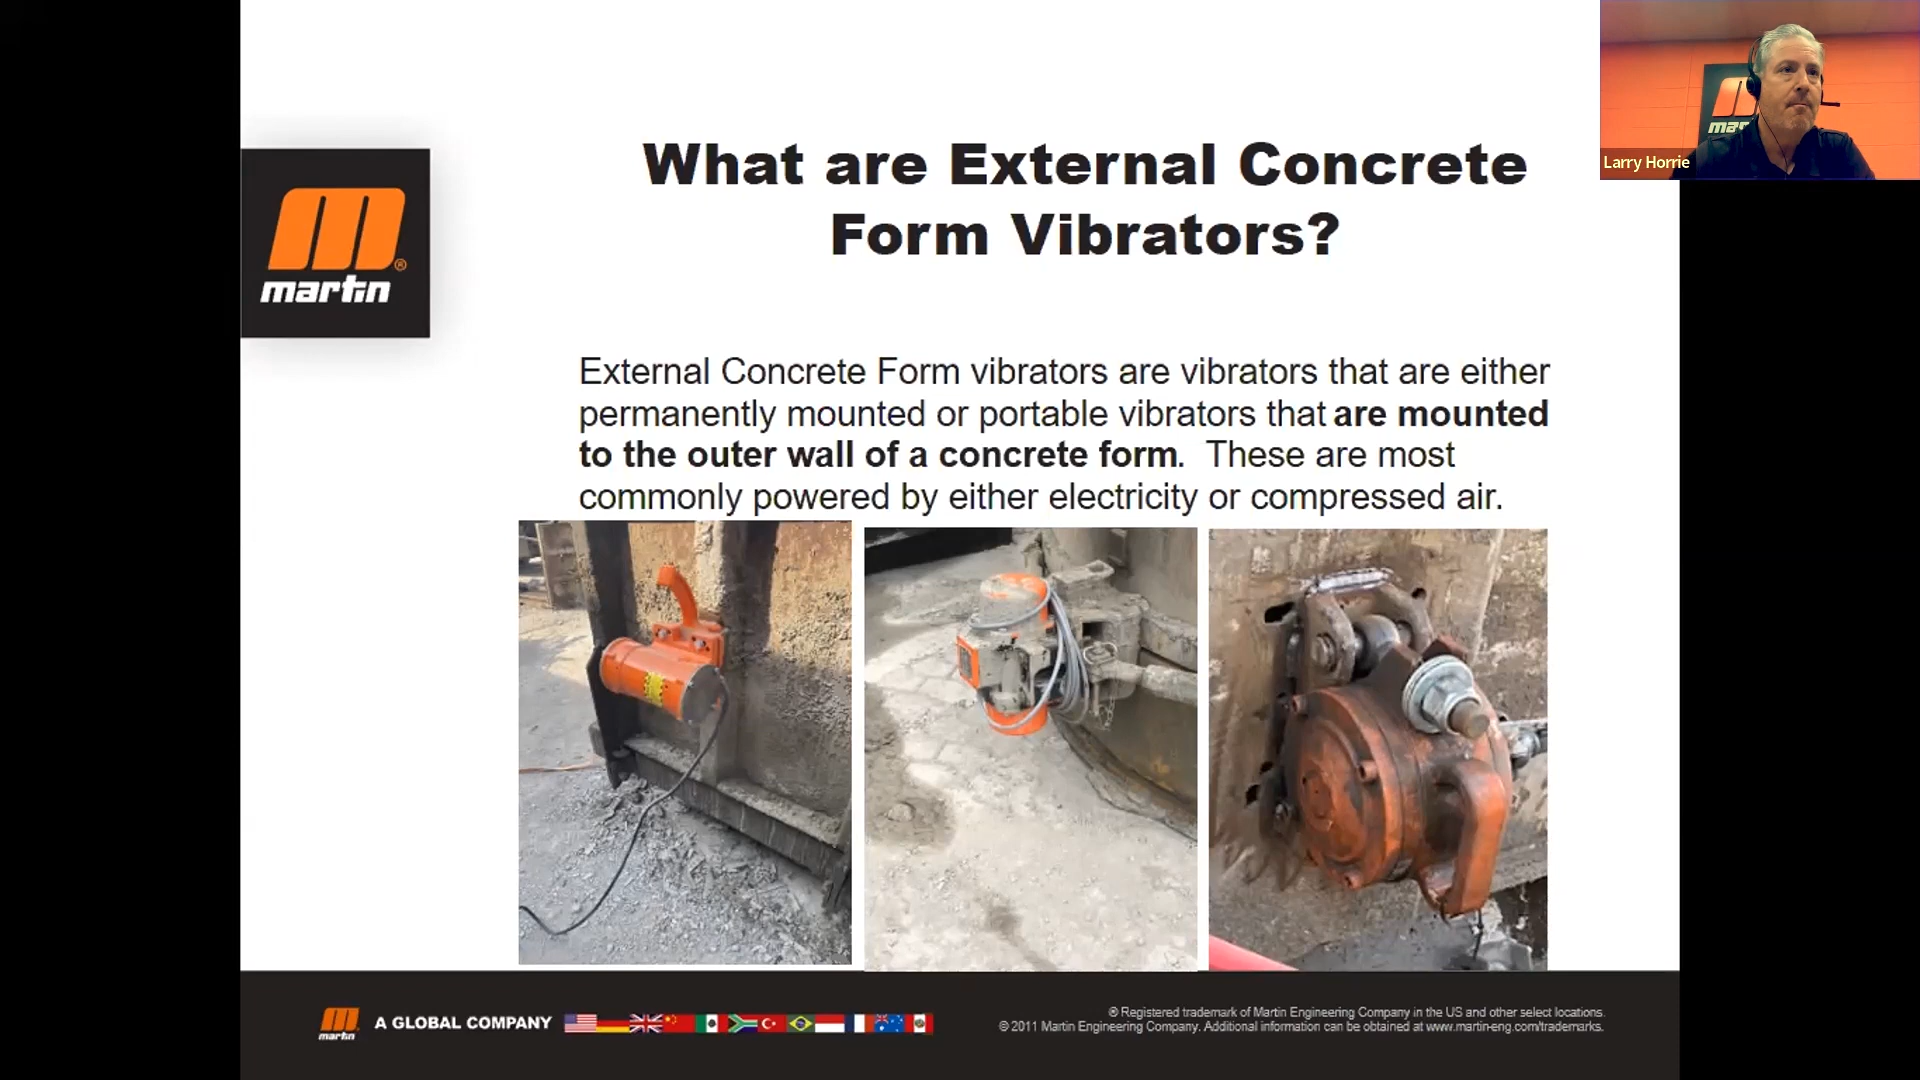 What are External Concrete
Form Vibrators?
martin
External Concrete Form vibrators are vibrators that are either
permanently mounted or portable vibrators that are mounted
to the outer wall of a concrete form.  These are most
commonly powered by either electricity or compressed air.
Larry Horrie
mar
martin
A GLOBAL COMPANY
® Registered trademark of Martin Engineering Company in the US and other select locations.
© 2011 Martin Engineering Company. Additional information can be obtained at www.martin-eng.com/trademarks.